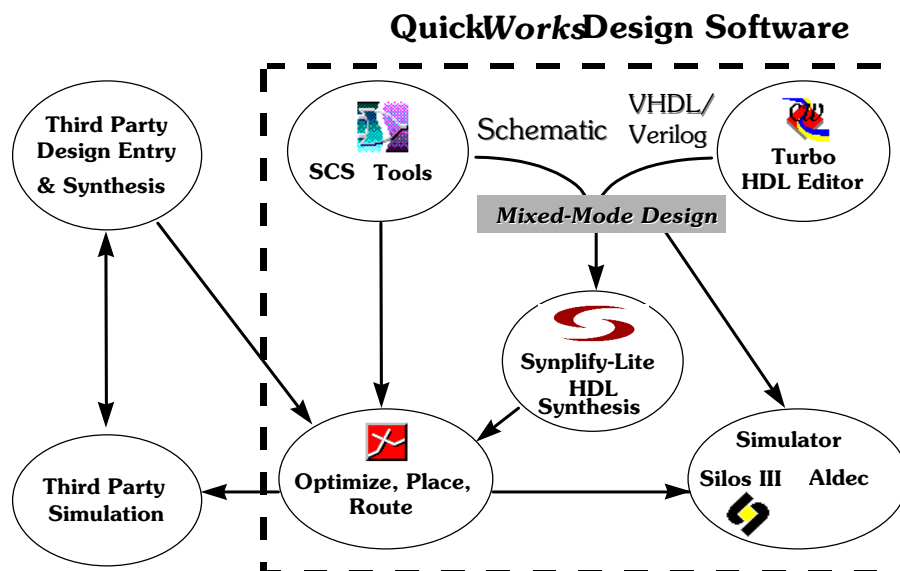 QuickWorks Design Software
Third Party
Design Entry
& Synthesis
SCS Tools
Schematic
VHDL/
Verilog
Turbo
HDL Editor
Mixed-Mode Design
Synplify-Lite
HDL
Synthesis
Third Party
Simulation
Optimize, Place,
Route
Simulator
Silos III Aldec